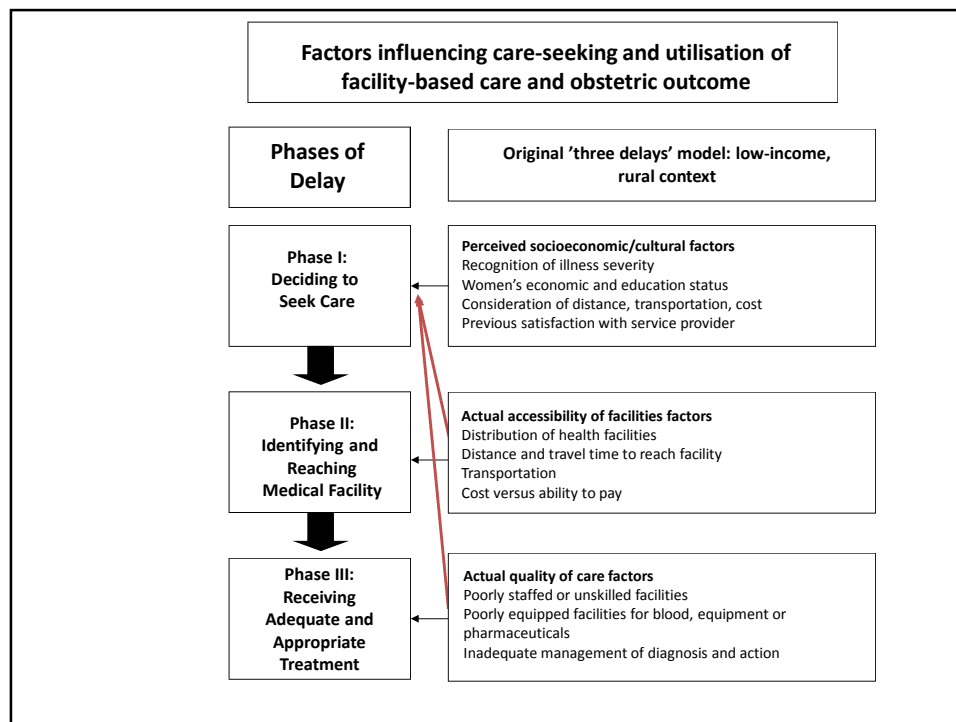 Factors influencing care-seeking and utilisation of
facility-based care and obstetric outcome
Phases of
Delay
Original ’three delays’ model: low-income,
rural context
Phase I:
Deciding to
Seek Care
Perceived socioeconomic/cultural factors
Recognition of illness severity
Women’s economic and education status
Consideration of distance, transportation, cost
Previous satisfaction with service provider
Phase II:
Identifying and
Reaching
Medical Facility
Actual accessibility of facilities factors
Distribution of health facilities
Distance and travel time to reach facility
Transportation
Cost versus ability to pay
Phase III:
Receiving
Adequate and
Appropriate
Treatment
Actual quality of care factors
Poorly staffed or unskilled facilities
Poorly equipped facilities for blood, equipment or
pharmaceuticals
Inadequate management of diagnosis and action